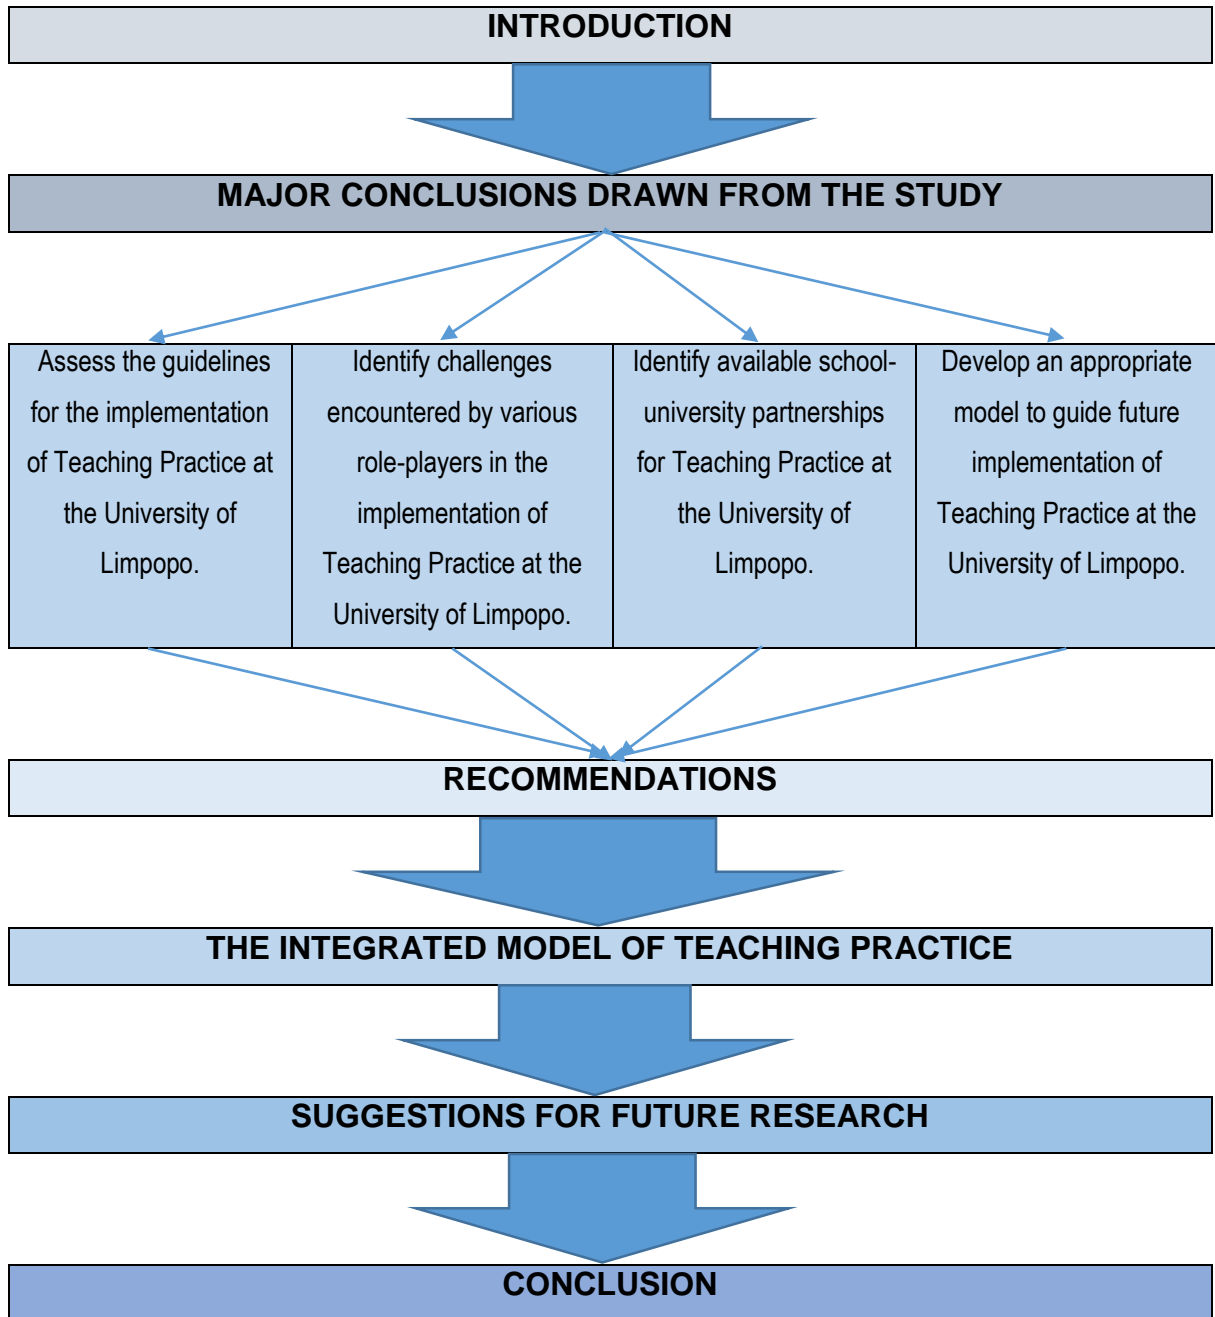 INTRODUCTION
MAJOR CONCLUSIONS DRAWN FROM THE STUDY
Assess the guidelines
for the implementation
of Teaching Practice at
the University of
Limpopo.
Identify challenges
encountered by various
role-players in the
implementation of
Teaching Practice at the
University of Limpopo.
Identify available school-
university partnerships
for Teaching Practice at
the University of
Limpopo.
Develop an appropriate
model to guide future
implementation of
Teaching Practice at the
University of Limpopo.
RECOMMENDATIONS
THE INTEGRATED MODEL OF TEACHING PRACTICE
SUGGESTIONS FOR FUTURE RESEARCH
CONCLUSION